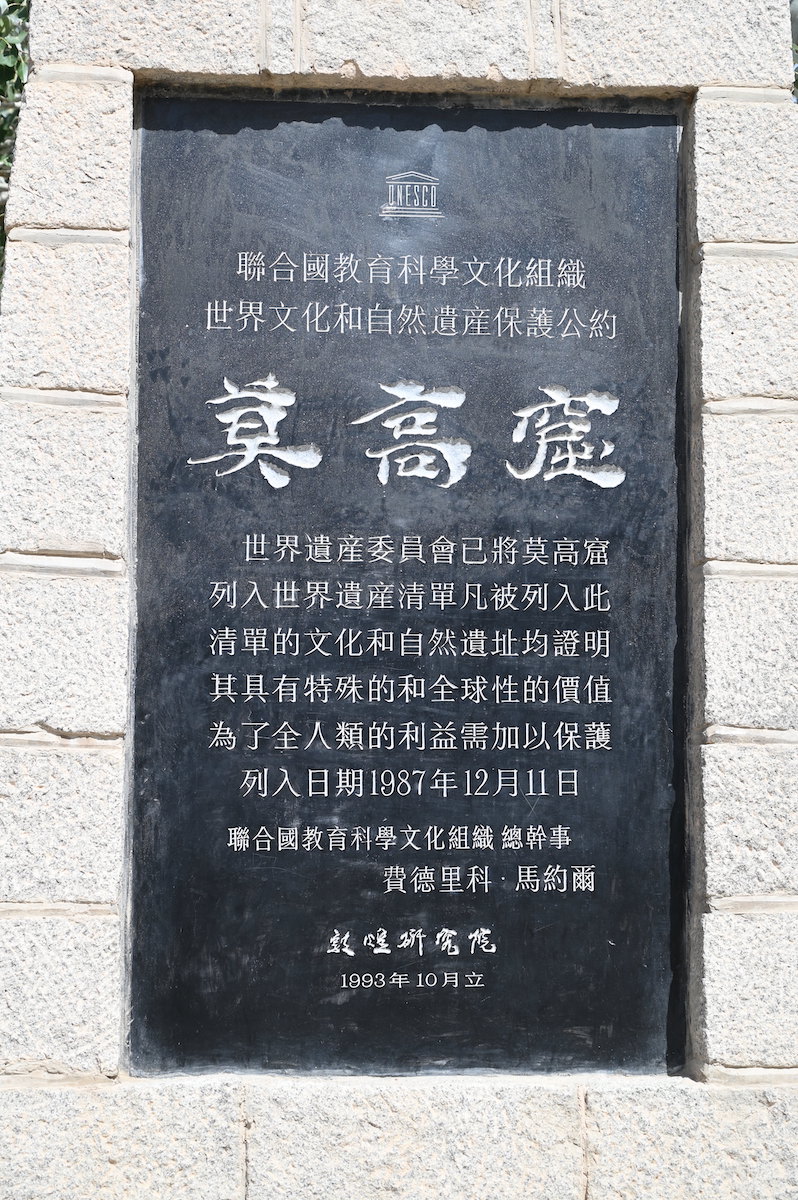 UNESCO
聯合國教育科學文化組織
世界文化和自然遺産保護公約
莫高窟
世界遺産委員會已將莫高窟
列入世界遺産清單凡被列入此
清單的文化和自然遺址均證明
其具有特殊的和全球性的價值
為了全人類的利益需加以保護
列入日期1987年12月11日
聯合國教育科學文化組織 總幹事
費德里科·馬約爾
敦煌研究院
1993年10月立